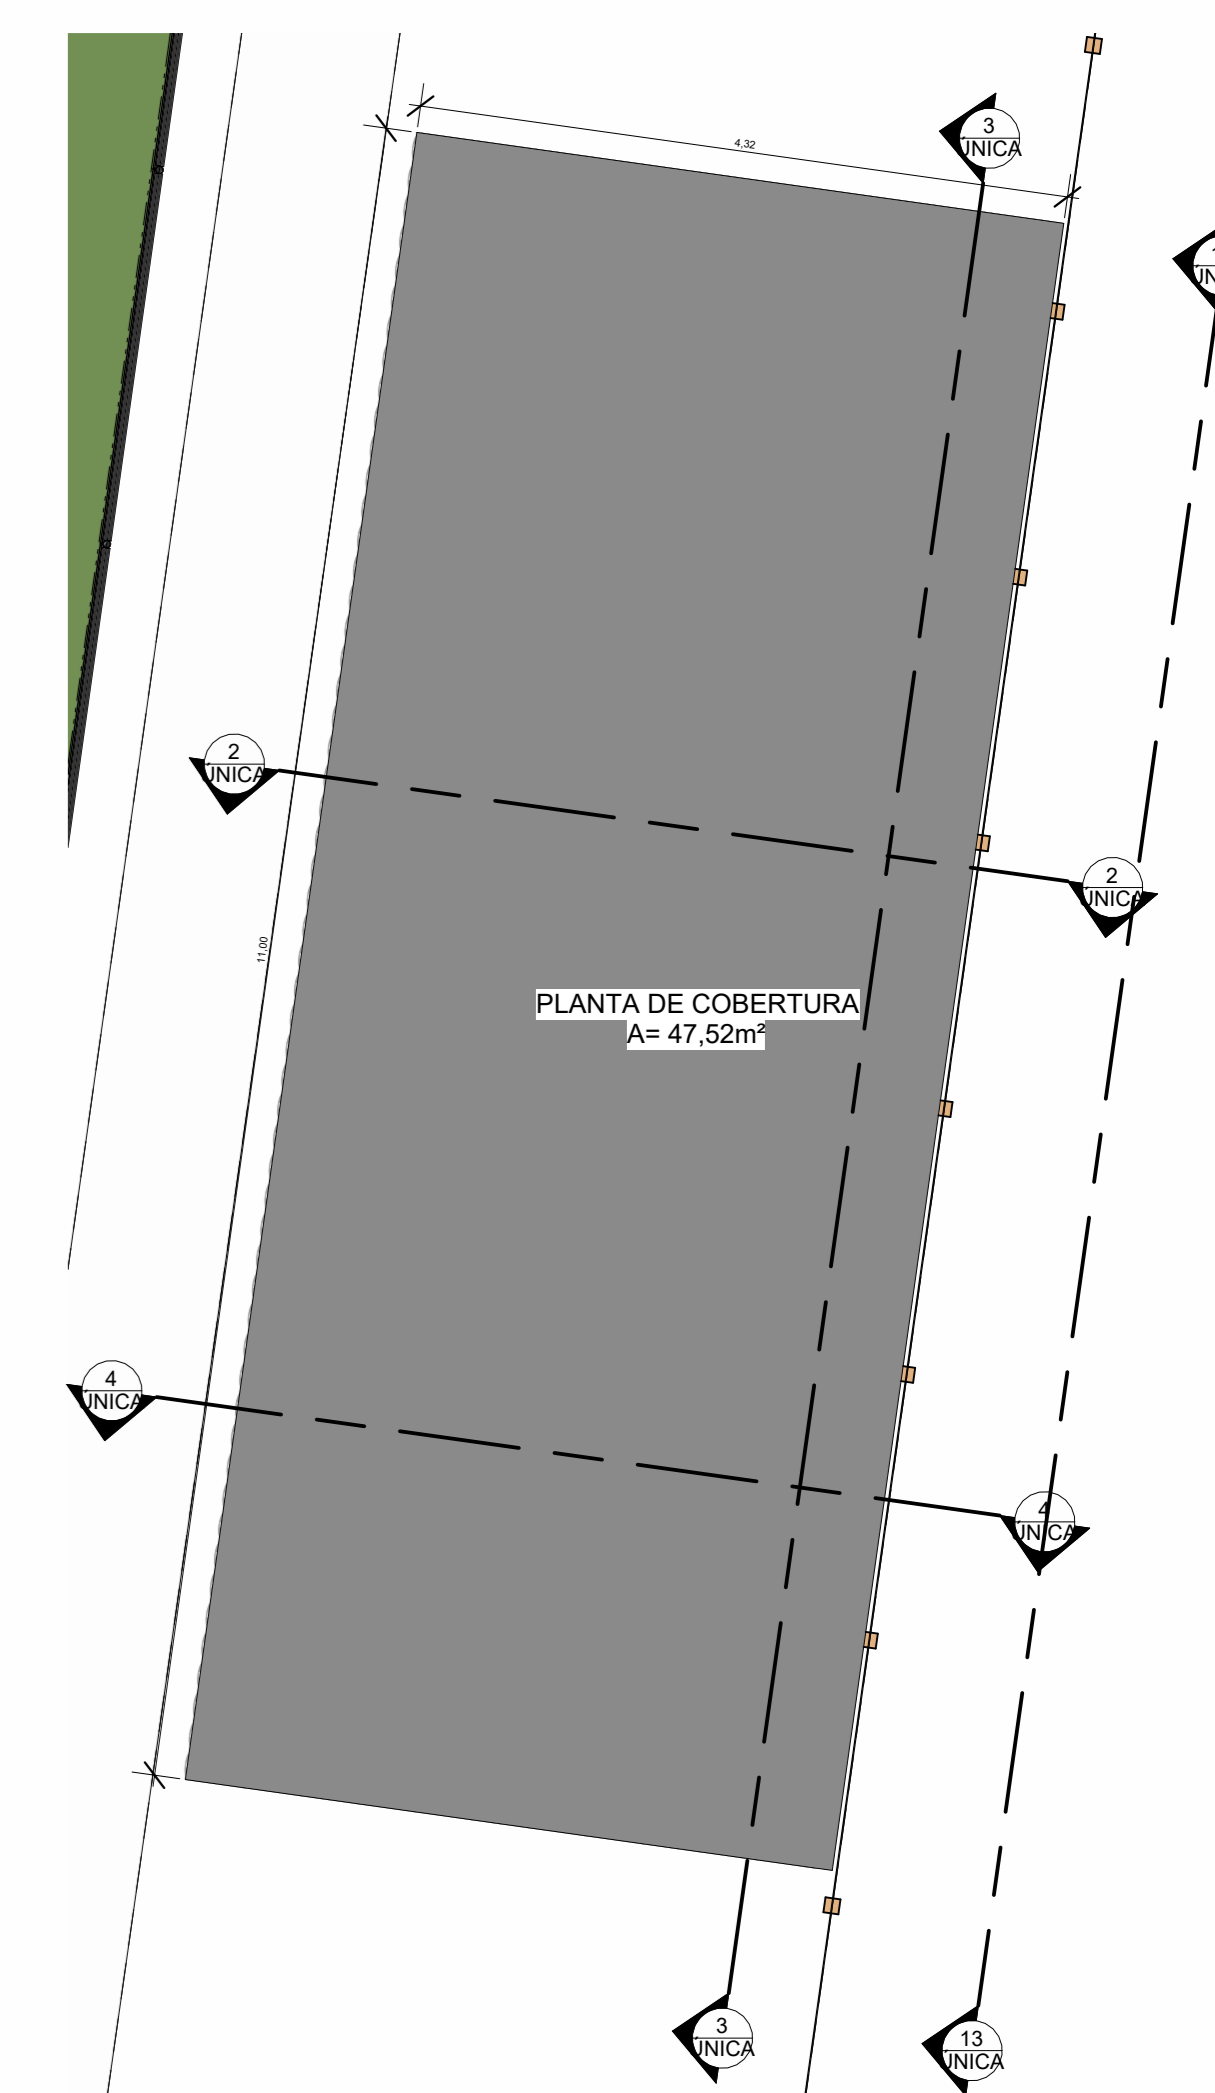 3
ÚNICA
4,32
2
ÚNICA
2
ÚNICA
11,00
PLANTA DE COBERTURA
A= 47,52m²
4
ÚNICA
4
ÚNICA
3
ÚNICA
13
ÚNICA